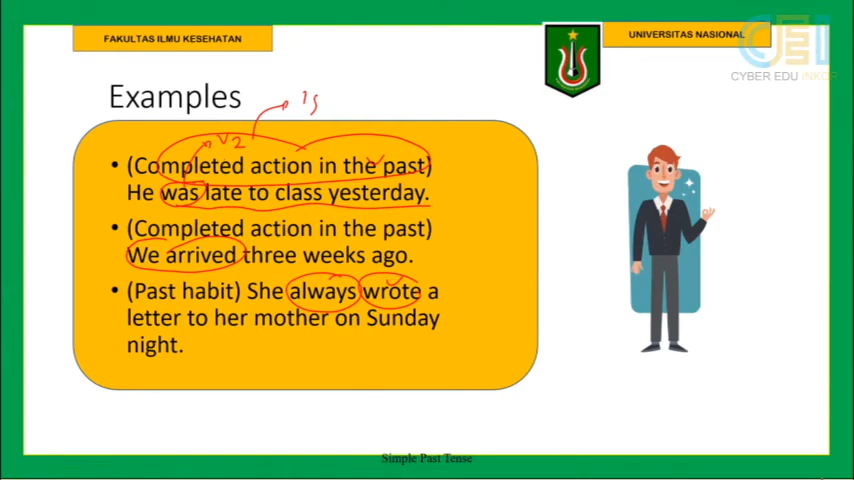 FAKULTAS ILMU KESEHATAN
UNIVERSITAS NASIONAL
CYBER EDU INKOR
Examples
is
V2
• (Completed action in the past)
He was late to class yesterday.
• (Completed action in the past)
We arrived three weeks ago.
• (Past habit) She always wrote a
letter to her mother on Sunday
night.
Simple Past Tense